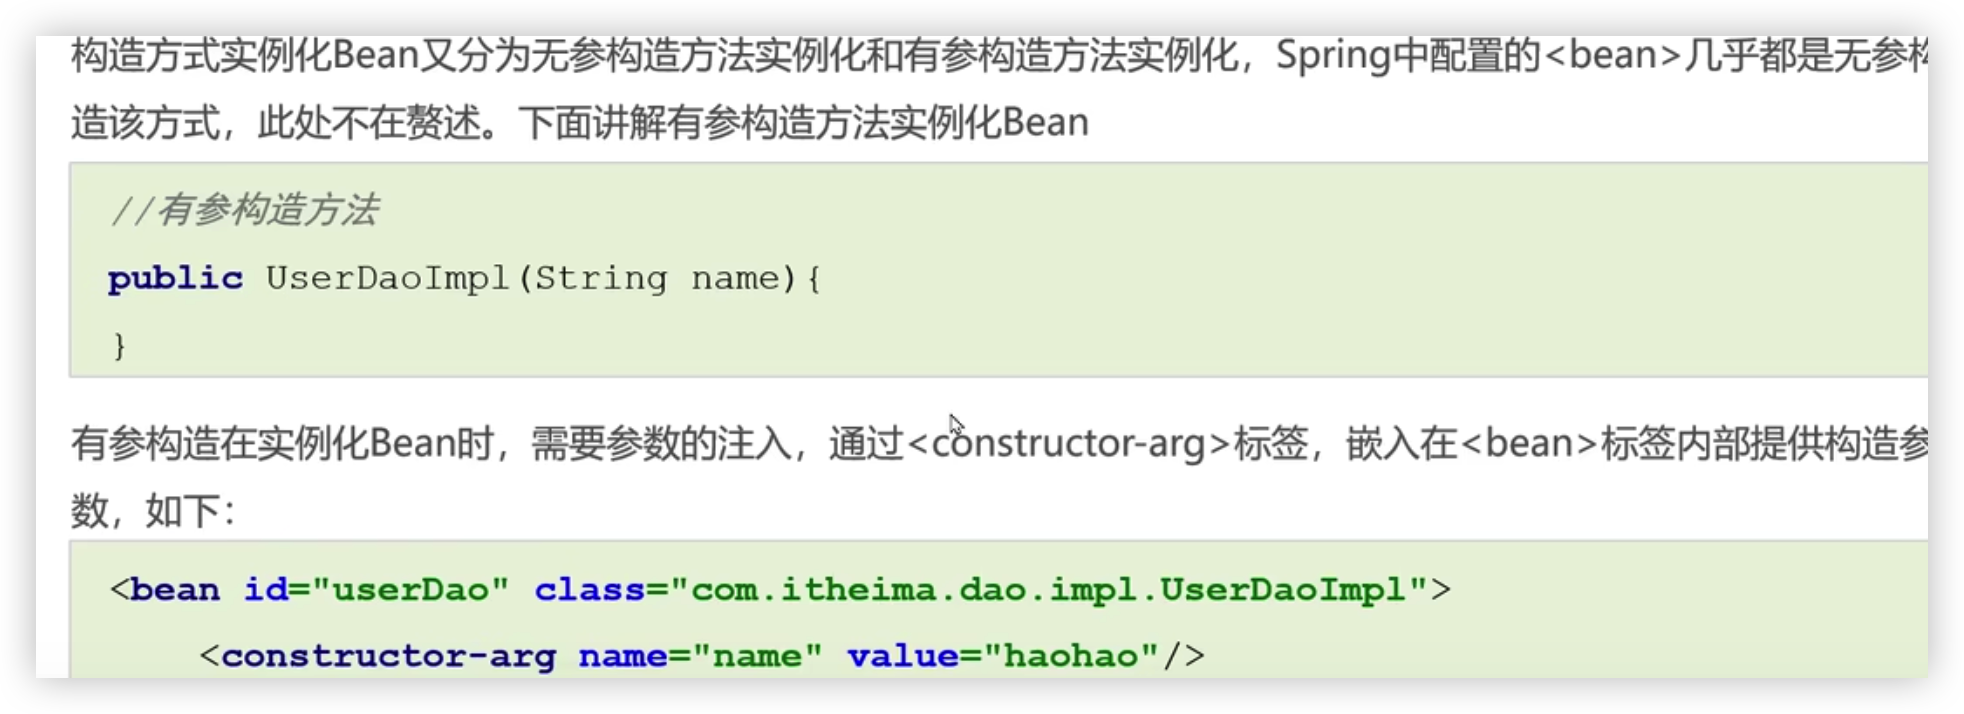 构造方式实例化Bean又分为无参构造方法实例化和有参构造方法实例化，Spring中配置的<bean>几乎都是无参构
造该方式，此处不在赘述。下面讲解有参构造方法实例化Bean
//有参构造方法
public UserDaoImpl(String name){
}
有参构造在实例化Bean时，需要参数的注入，通过<constructor-arg>标签，嵌入在<bean>标签内部提供构造参
数，如下：
<bean id="userDao" class="com.itheima.dao.impl.UserDaoImpl">
<constructor-arg name="name" value="haohao"/>